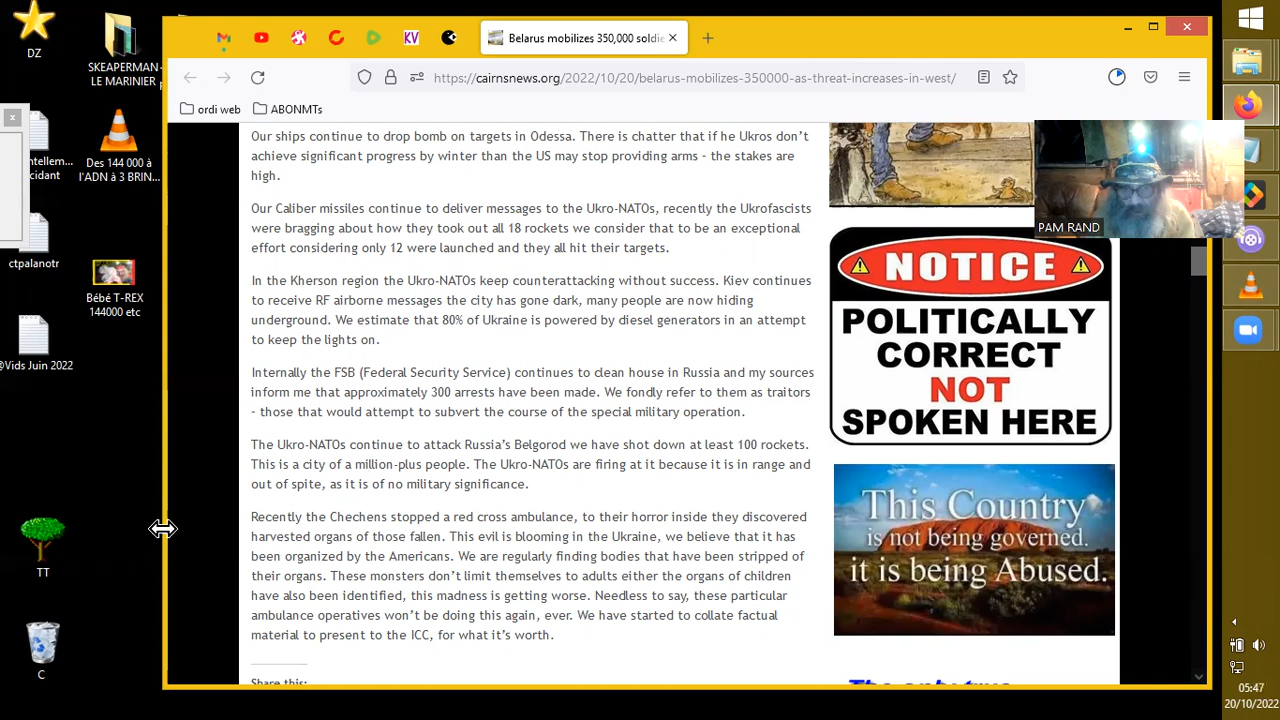 DZ
SKEAPERMAN-
LE MARINIER
ntellem...
cidant
Des 144 000 à
l'ADN à 3 BRIN...
ctpalanotr
Bébé T-REX
144000 etc
@Vids Juin 2022
TT
C
Belarus mobilizes 350,000 soldie
https://cairnsnews.org/2022/10/20/belarus-mobilizes-350000-as-threat-increases-in-west/
ordi web
ABONMTs
Our ships continue to drop bomb on targets in Odessa. There is chatter that if he Ukros don't
achieve significant progress by winter than the US may stop providing arms – the stakes are
high.
Our Caliber missiles continue to deliver messages to the Ukro-NATOs, recently the Ukrofascists
were bragging about how they took out all 18 rockets we consider that to be an exceptional
effort considering only 12 were launched and they all hit their targets.
In the Kherson region the Ukro-NATOs keep counterattacking without success. Kiev continues
to receive RF airborne messages the city has gone dark, many people are now hiding
underground. We estimate that 80% of Ukraine is powered by diesel generators in an attempt
to keep the lights on.
Internally the FSB (Federal Security Service) continues to clean house in Russia and my sources
inform me that approximately 300 arrests have been made. We fondly refer to them as traitors
– those that would attempt to subvert the course of the special military operation.
The Ukro-NATOs continue to attack Russia's Belgorod we have shot down at least 100 rockets.
This is a city of a million-plus people. The Ukro-NATOs are firing at it because it is in range and
out of spite, as it is of no military significance.
Recently the Chechens stopped a red cross ambulance, to their horror inside they discovered
harvested organs of those fallen. This evil is blooming in the Ukraine, we believe that it has
been organized by the Americans. We are regularly finding bodies that have been stripped of
their organs. These monsters don't limit themselves to adults either the organs of children
have also been identified, this madness is getting worse. Needless to say, these particular
ambulance operatives won't be doing this again, ever. We have started to collate factual
material to present to the ICC, for what it's worth.
Share this:
PAM RAND
NOTICE
POLITICALLY
CORRECT
NOT
SPOKEN HERE
This Country
is not being governed.
it is being Abused.
The only true
KV
05:47
20/10/2022